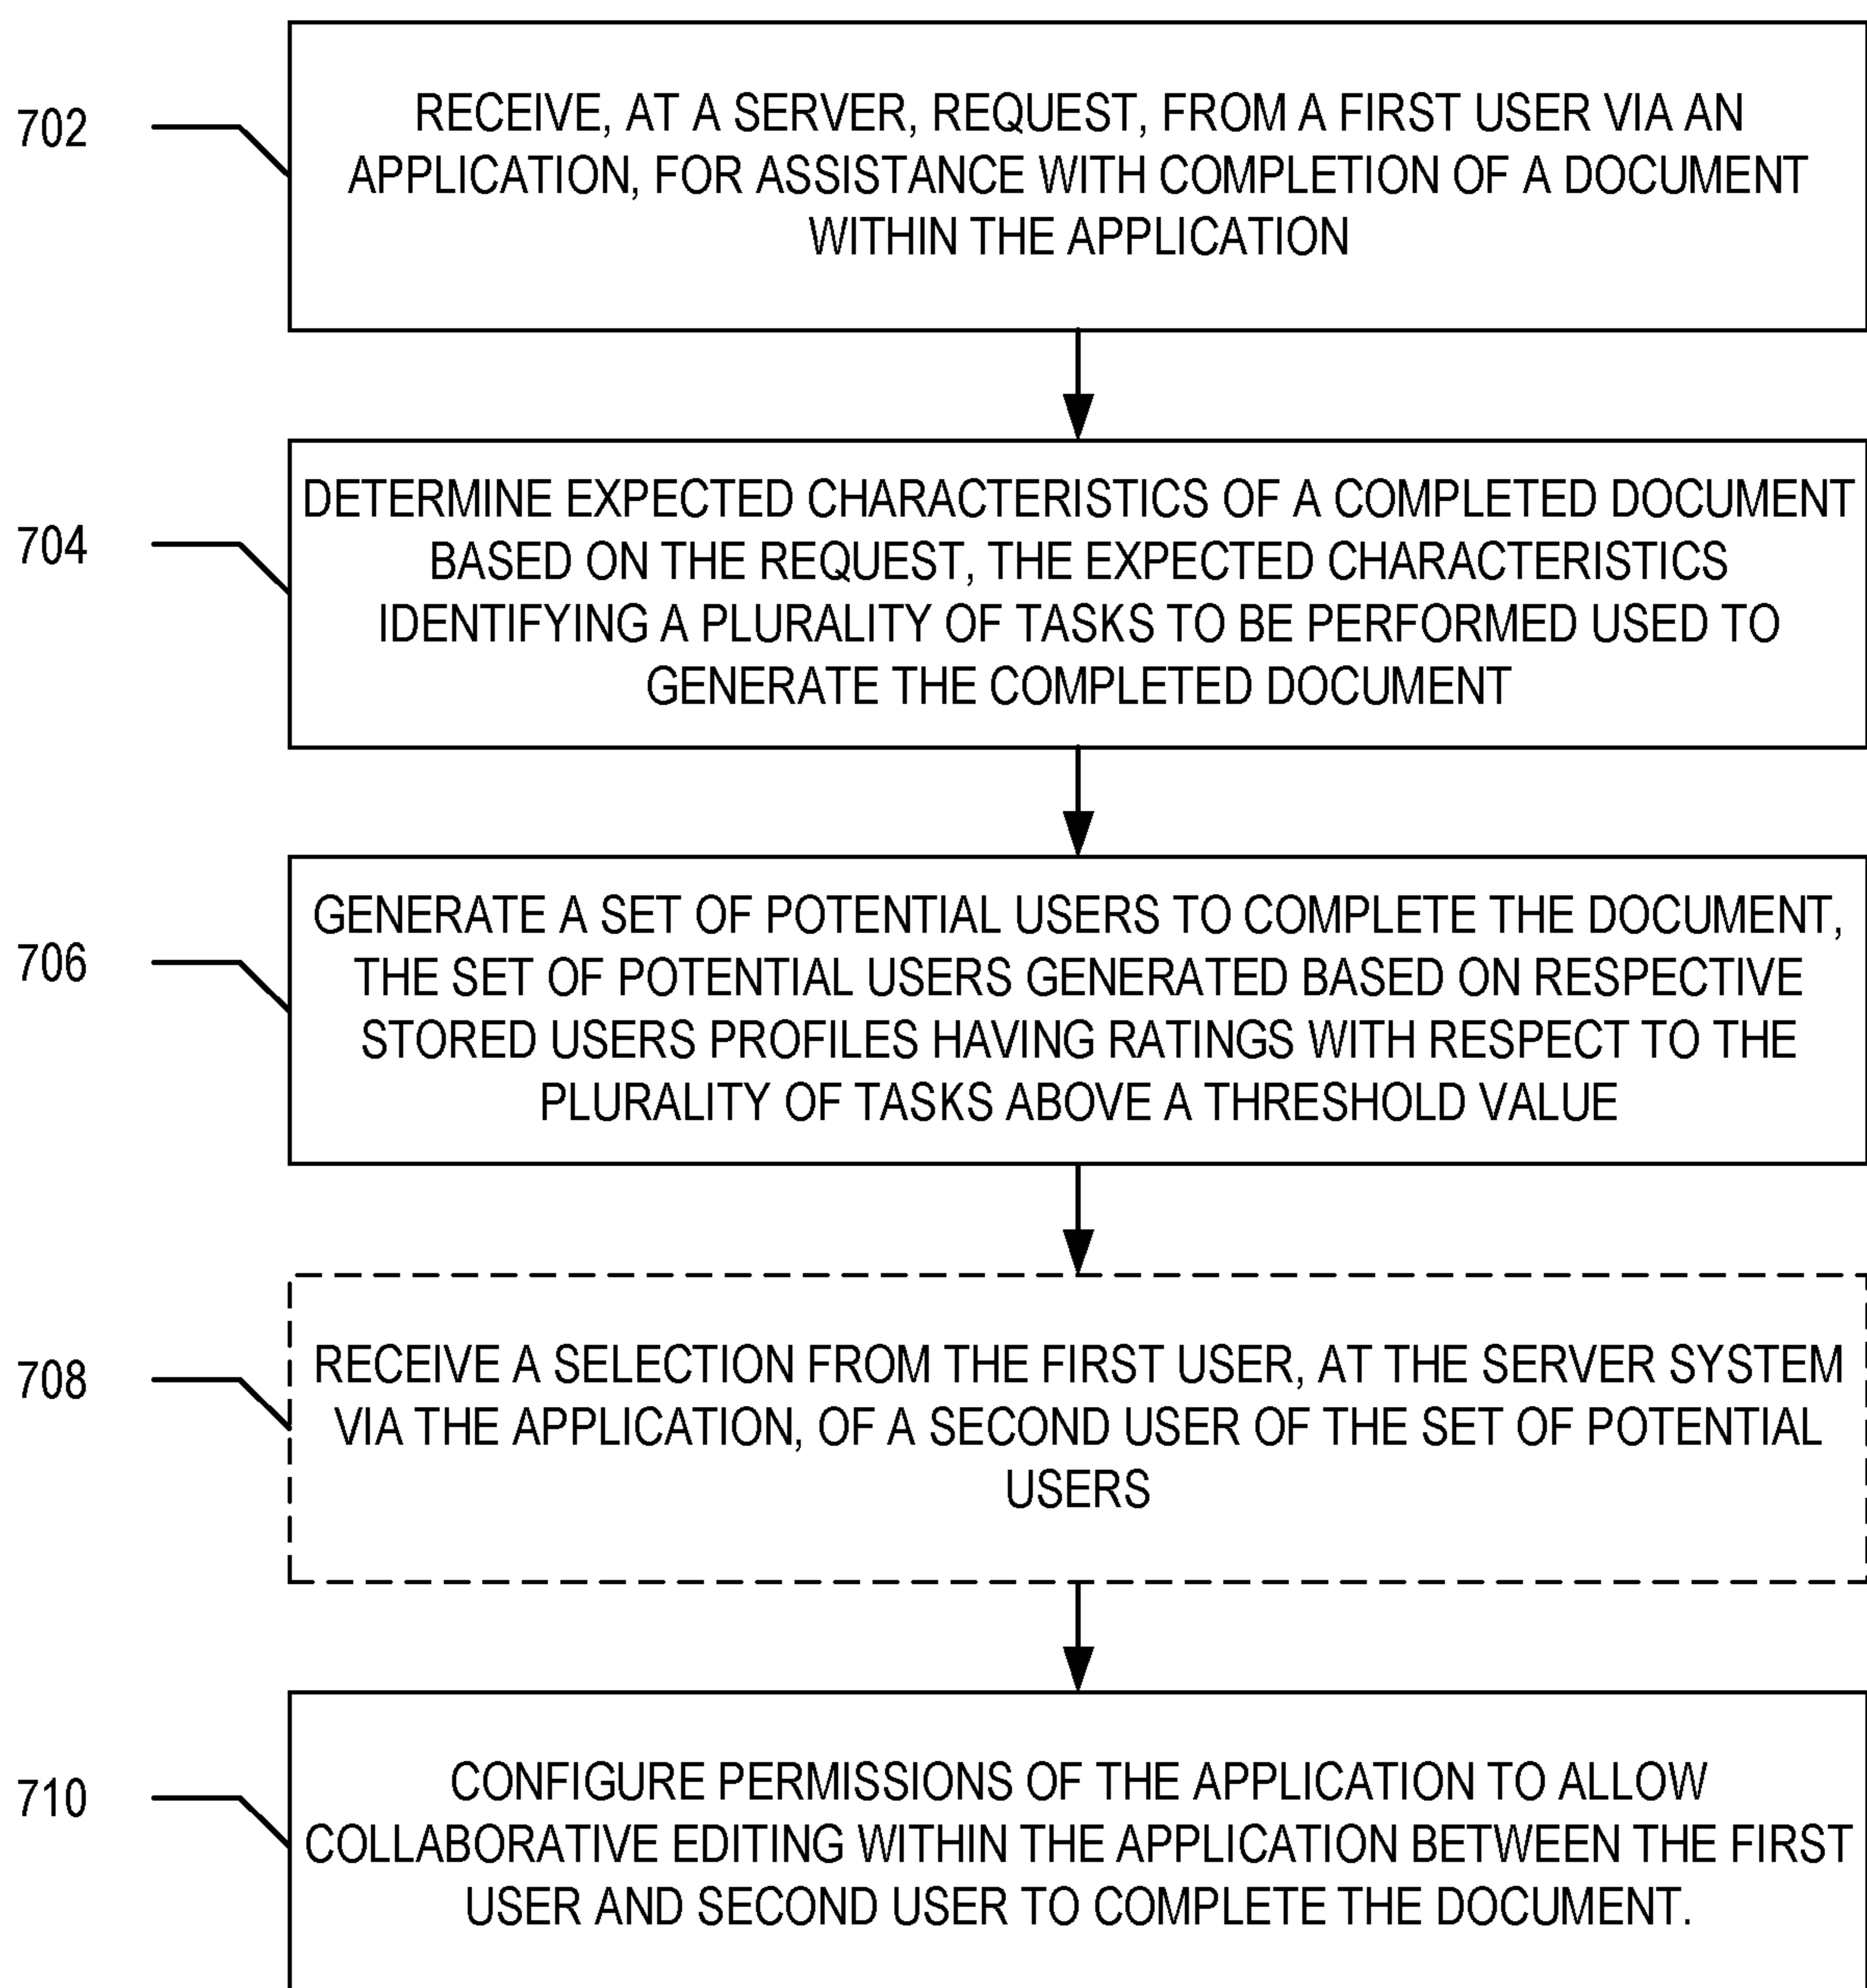 702
RECEIVE, AT A SERVER, REQUEST, FROM A FIRST USER VIA AN
APPLICATION, FOR ASSISTANCE WITH COMPLETION OF A DOCUMENT
WITHIN THE APPLICATION
704
DETERMINE EXPECTED CHARACTERISTICS OF A COMPLETED DOCUMENT
BASED ON THE REQUEST, THE EXPECTED CHARACTERISTICS
IDENTIFYING A PLURALITY OF TASKS TO BE PERFORMED USED TO
GENERATE THE COMPLETED DOCUMENT
706
GENERATE A SET OF POTENTIAL USERS TO COMPLETE THE DOCUMENT,
THE SET OF POTENTIAL USERS GENERATED BASED ON RESPECTIVE
STORED USERS PROFILES HAVING RATINGS WITH RESPECT TO THE
PLURALITY OF TASKS ABOVE A THRESHOLD VALUE
708
RECEIVE A SELECTION FROM THE FIRST USER, AT THE SERVER SYSTEM
VIA THE APPLICATION, OF A SECOND USER OF THE SET OF POTENTIAL
USERS
710
CONFIGURE PERMISSIONS OF THE APPLICATION TO ALLOW
COLLABORATIVE EDITING WITHIN THE APPLICATION BETWEEN THE FIRST
USER AND SECOND USER TO COMPLETE THE DOCUMENT.